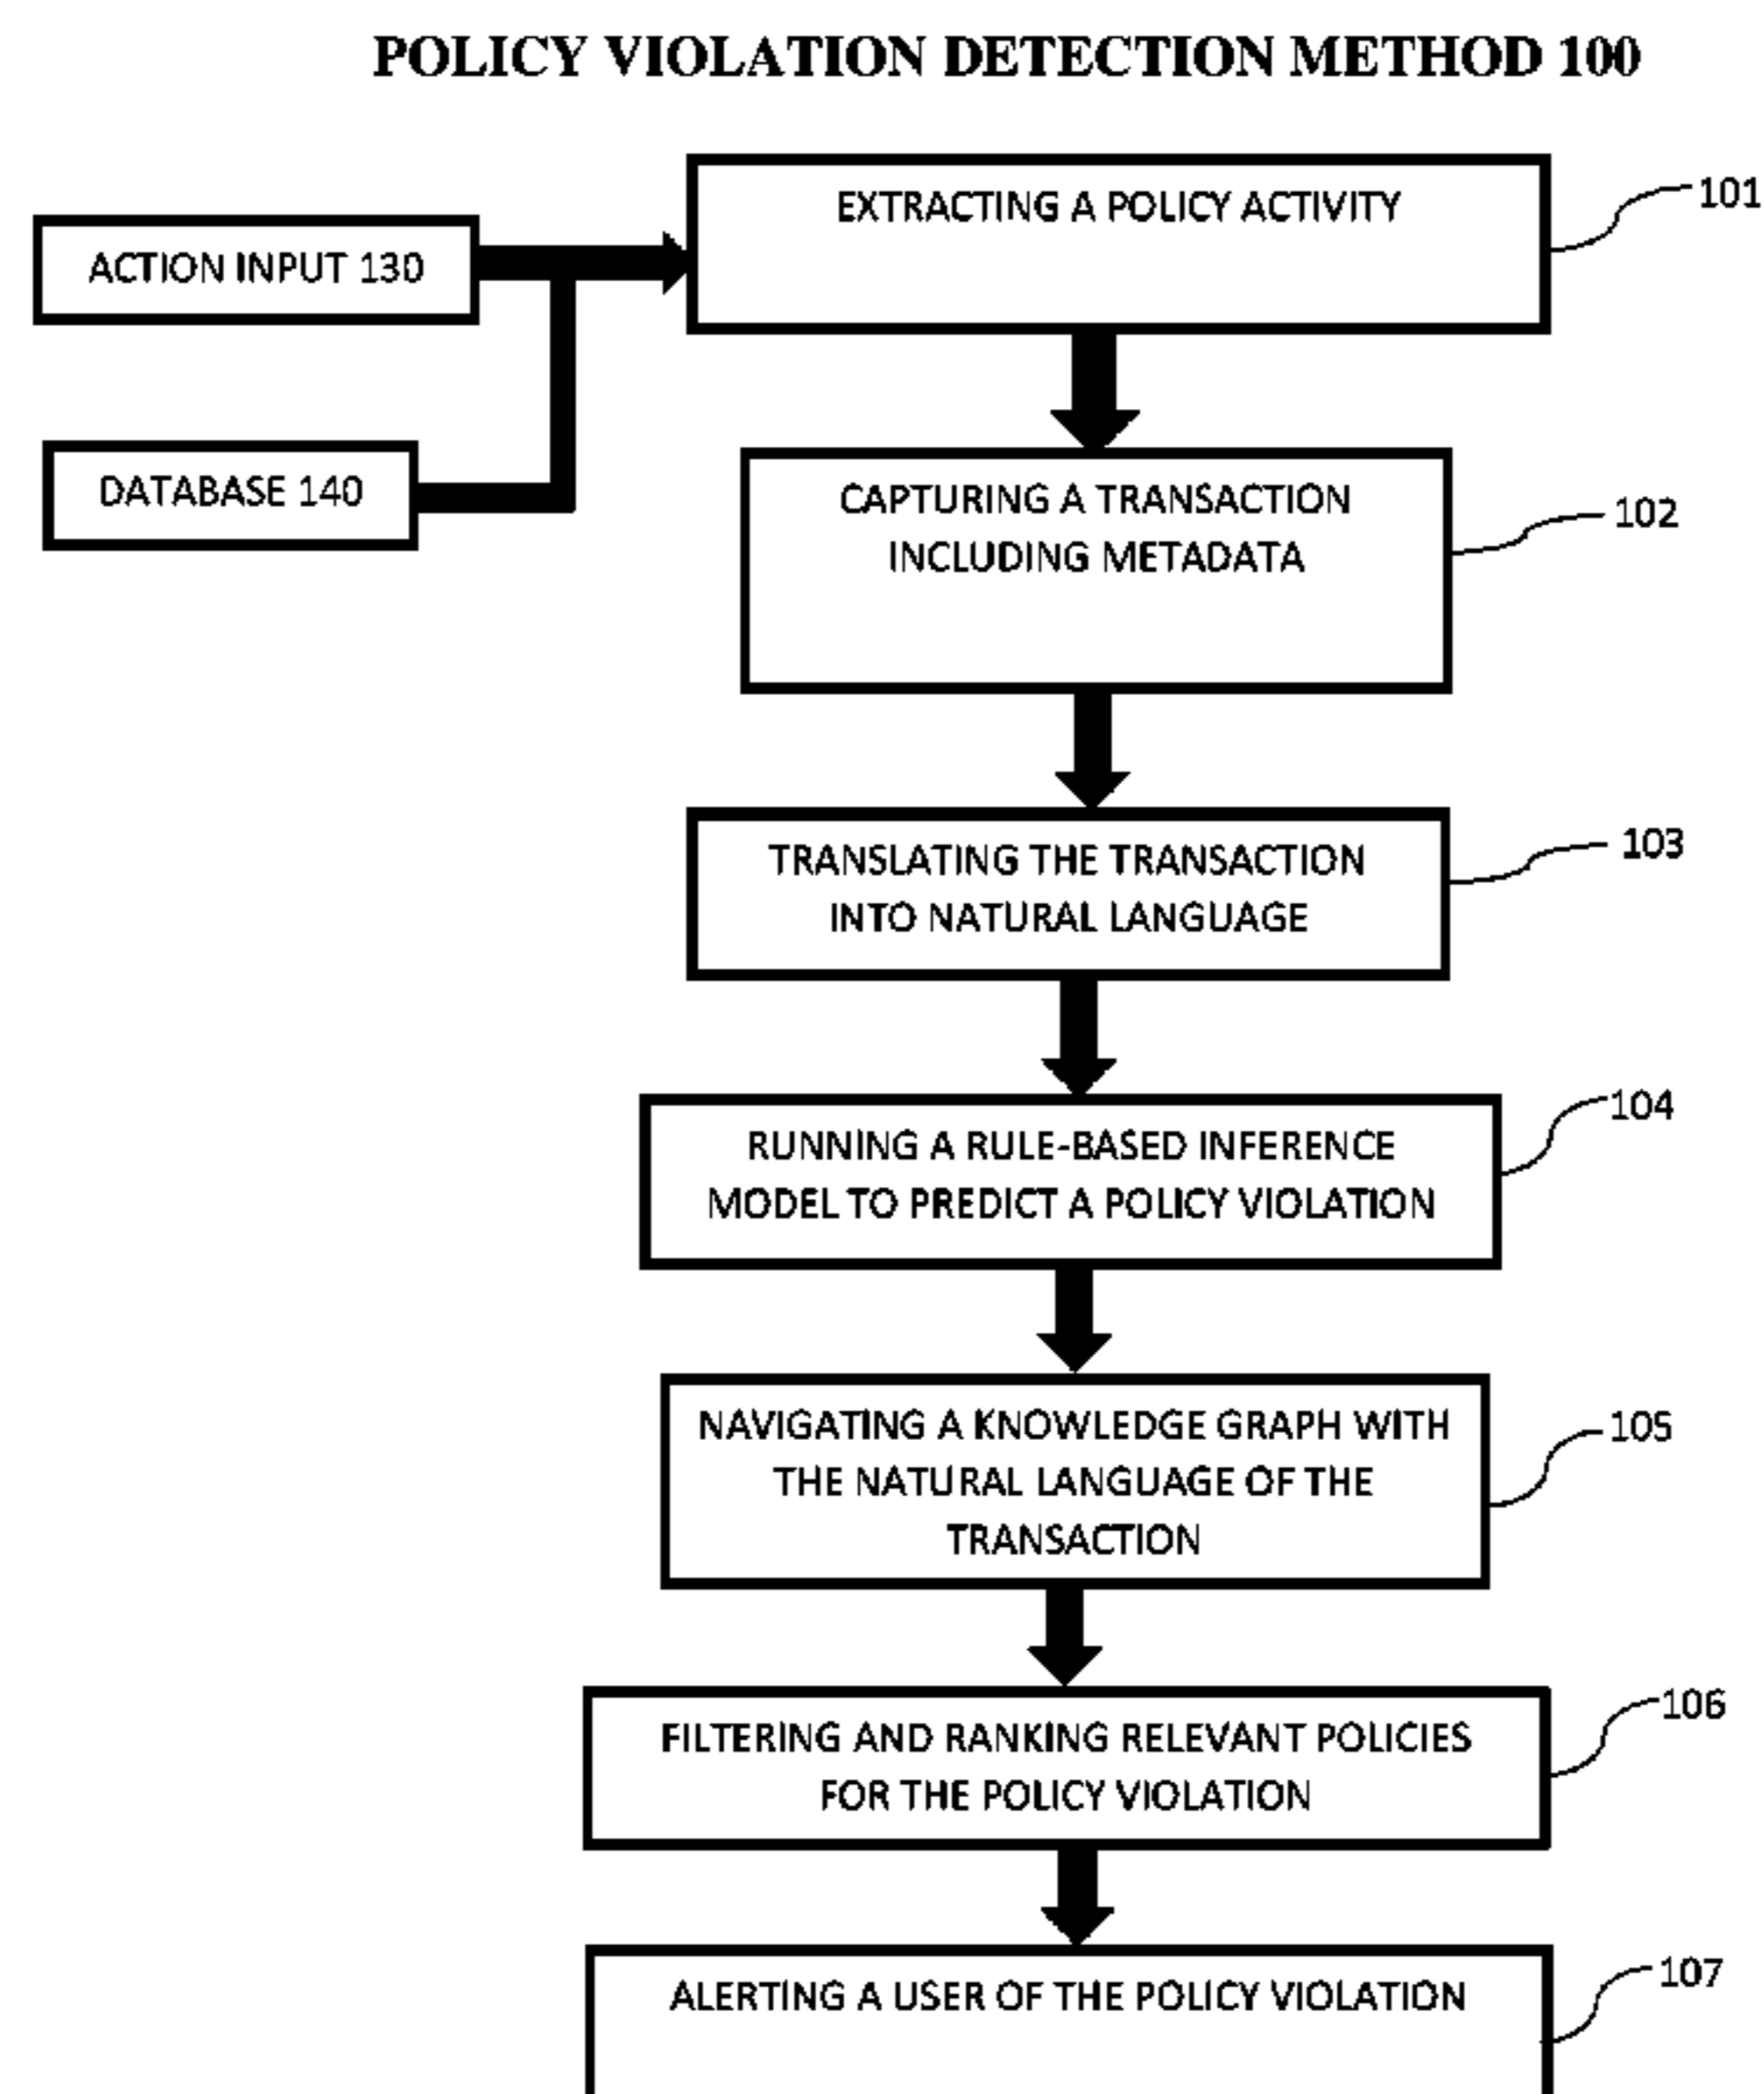 POLICY VIOLATION DETECTION METHOD 100
EXTRACTING A POLICY ACTIVITY
101
ACTION INPUT 130
DATABASE 140
CAPTURING A TRANSACTION
INCLUDING METADATA
102
TRANSLATING THE TRANSACTION
INTO NATURAL LANGUAGE
103
RUNNING A RULE-BASED INFERENCE
MODEL TO PREDICT A POLICY VIOLATION
104
NAVIGATING A KNOWLEDGE GRAPH WITH
THE NATURAL LANGUAGE OF THE
TRANSACTION
105
FILTERING AND RANKING RELEVANT POLICIES
FOR THE POLICY VIOLATION
106
ALERTING A USER OF THE POLICY VIOLATION
107